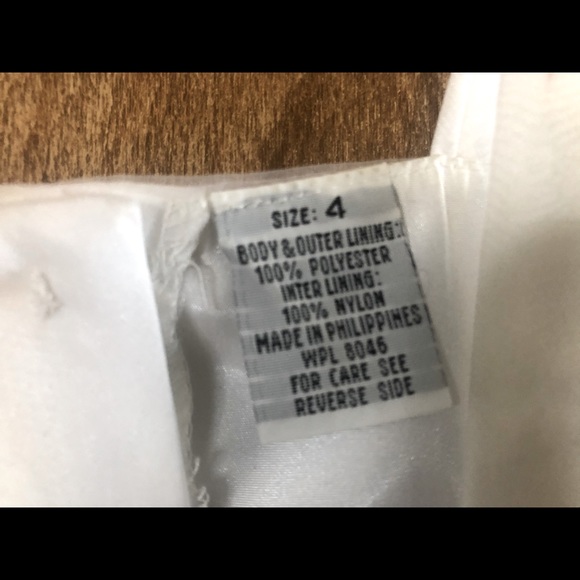 SIZE: 4
BODY & OUTER LINING:
100% POLYESTER
INTER LINING:
100% NYLON
MADE IN PHILIPPINES
WPL 8046
FOR CARE SEE
REVERSE SIDE